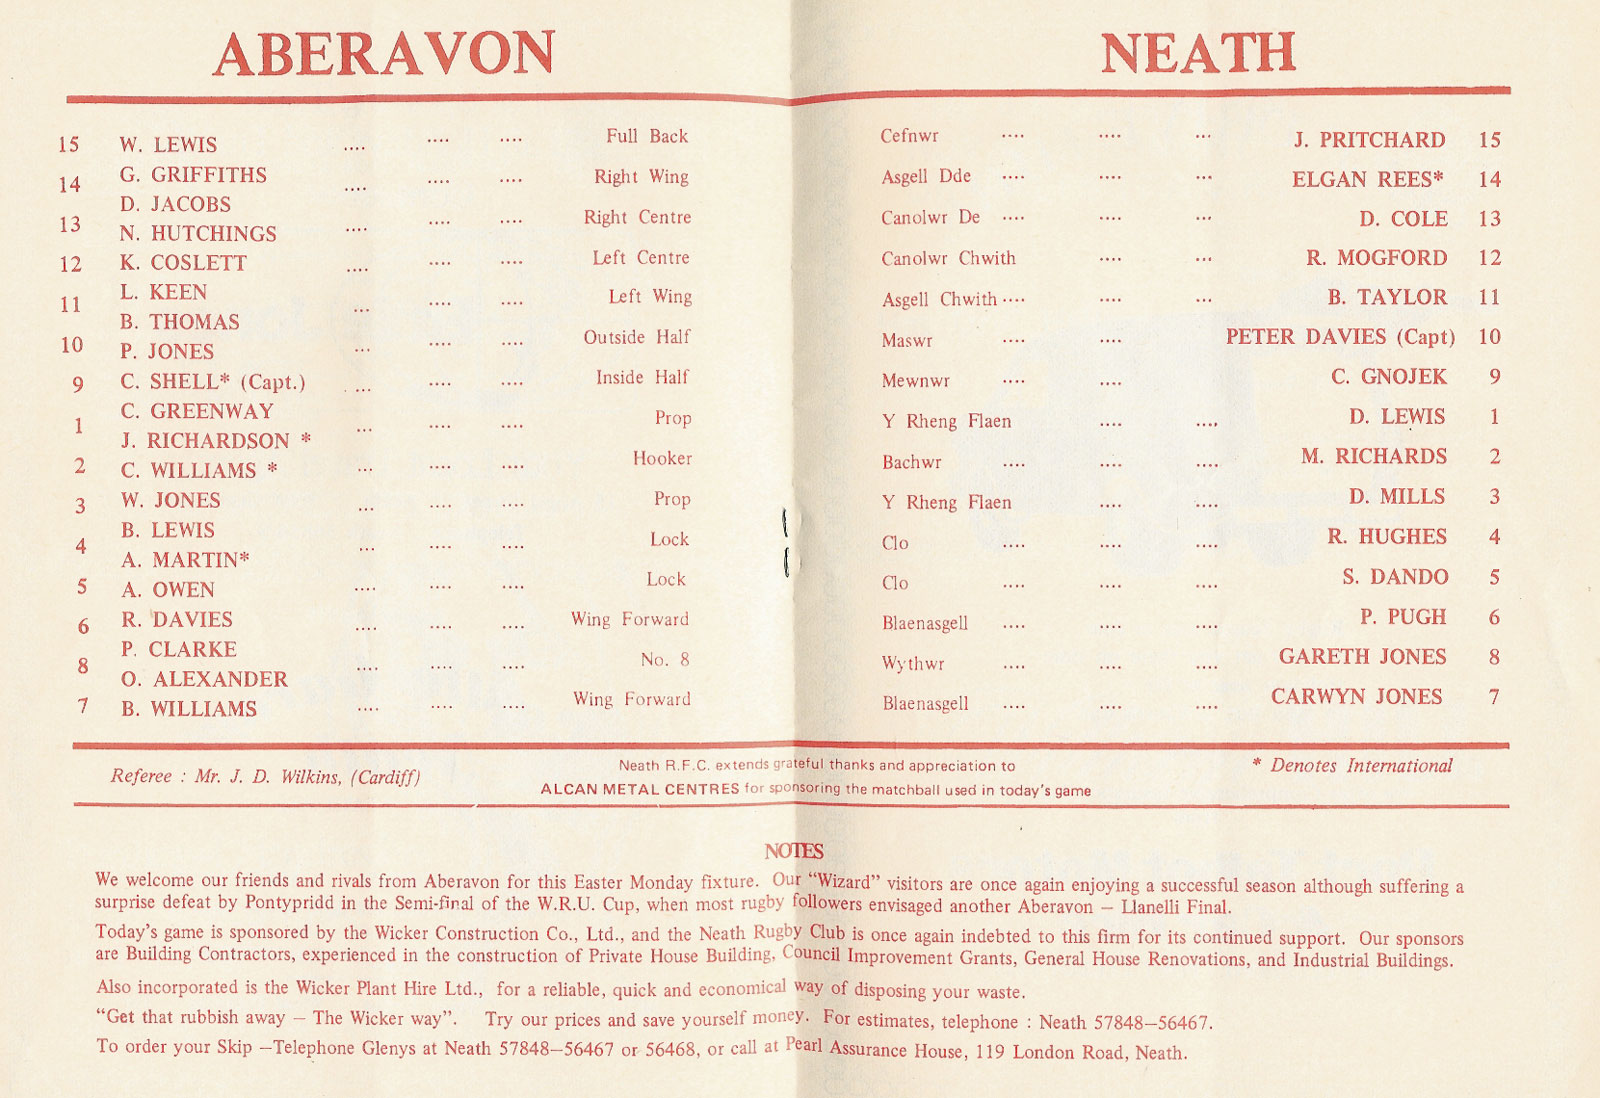 ABERAVON
15 W. LEWIS .... .... .... Full Back
G. GRIFFITHS
14 .... .... .... Right Wing
D. JACOBS
13 .... .... .... Right Centre
N. HUTCHINGS
12 K. COSLETT .... .... .... Left Centre
L. KEEN
11 ... .... .... Left Wing
B. THOMAS
10 P. JONES ... .... .... Outside Half
9 C. SHELL* (Capt.) ... .... .... Inside Half
C. GREENWAY
1 ... .... .... Prop
J. RICHARDSON *
2 C. WILLIAMS * ... .... .... Hooker
3 W. JONES ... .... .... Prop
B. LEWIS
4 ... .... .... Lock
A. MARTIN*
5 A. OWEN .... .... .... Lock
6 R. DAVIES .... .... .... Wing Forward
P. CLARKE
8 .... .... .... No. 8
O. ALEXANDER
7 B. WILLIAMS .... .... .... Wing Forward
NEATH
Cefnwr .... .... ... J. PRITCHARD 15
Asgell Dde .... .... ... ELGAN REES* 14
Canolwr De .... .... ... D. COLE 13
Canolwr Chwith .... ... R. MOGFORD 12
Asgell Chwith .... .... ... B. TAYLOR 11
Maswr .... .... PETER DAVIES (Capt) 10
Mewnwr .... .... C. GNOJEK 9
Y Rheng Flaen .... .... D. LEWIS 1
Bachwr .... .... .... M. RICHARDS 2
Y Rheng Flaen .... .... D. MILLS 3
Clo .... .... .... R. HUGHES 4
Clo .... .... .... S. DANDO 5
Blaenasgell .... .... .... P. PUGH 6
Wythwr .... .... .... GARETH JONES 8
Blaenasgell .... .... .... CARWYN JONES 7
Referee : Mr. J. D. Wilkins, (Cardiff)
Neath R.F.C. extends grateful thanks and appreciation to
ALCAN METAL CENTRES for sponsoring the matchball used in today's game
* Denotes International
NOTES
We welcome our friends and rivals from Aberavon for this Easter Monday fixture. Our “Wizard” visitors are once again enjoying a successful season although suffering a
surprise defeat by Pontypridd in the Semi-final of the W.R.U. Cup, when most rugby followers envisaged another Aberavon – Llanelli Final.
Today's game is sponsored by the Wicker Construction Co., Ltd., and the Neath Rugby Club is once again indebted to this firm for its continued support. Our sponsors
are Building Contractors, experienced in the construction of Private House Building, Council Improvement Grants, General House Renovations, and Industrial Buildings.
Also incorporated is the Wicker Plant Hire Ltd., for a reliable, quick and economical way of disposing your waste.
“Get that rubbish away – The Wicker way”. Try our prices and save yourself money. For estimates, telephone : Neath 57848–56467.
To order your Skip –Telephone Glenys at Neath 57848–56467 or 56468, or call at Pearl Assurance House, 119 London Road, Neath.